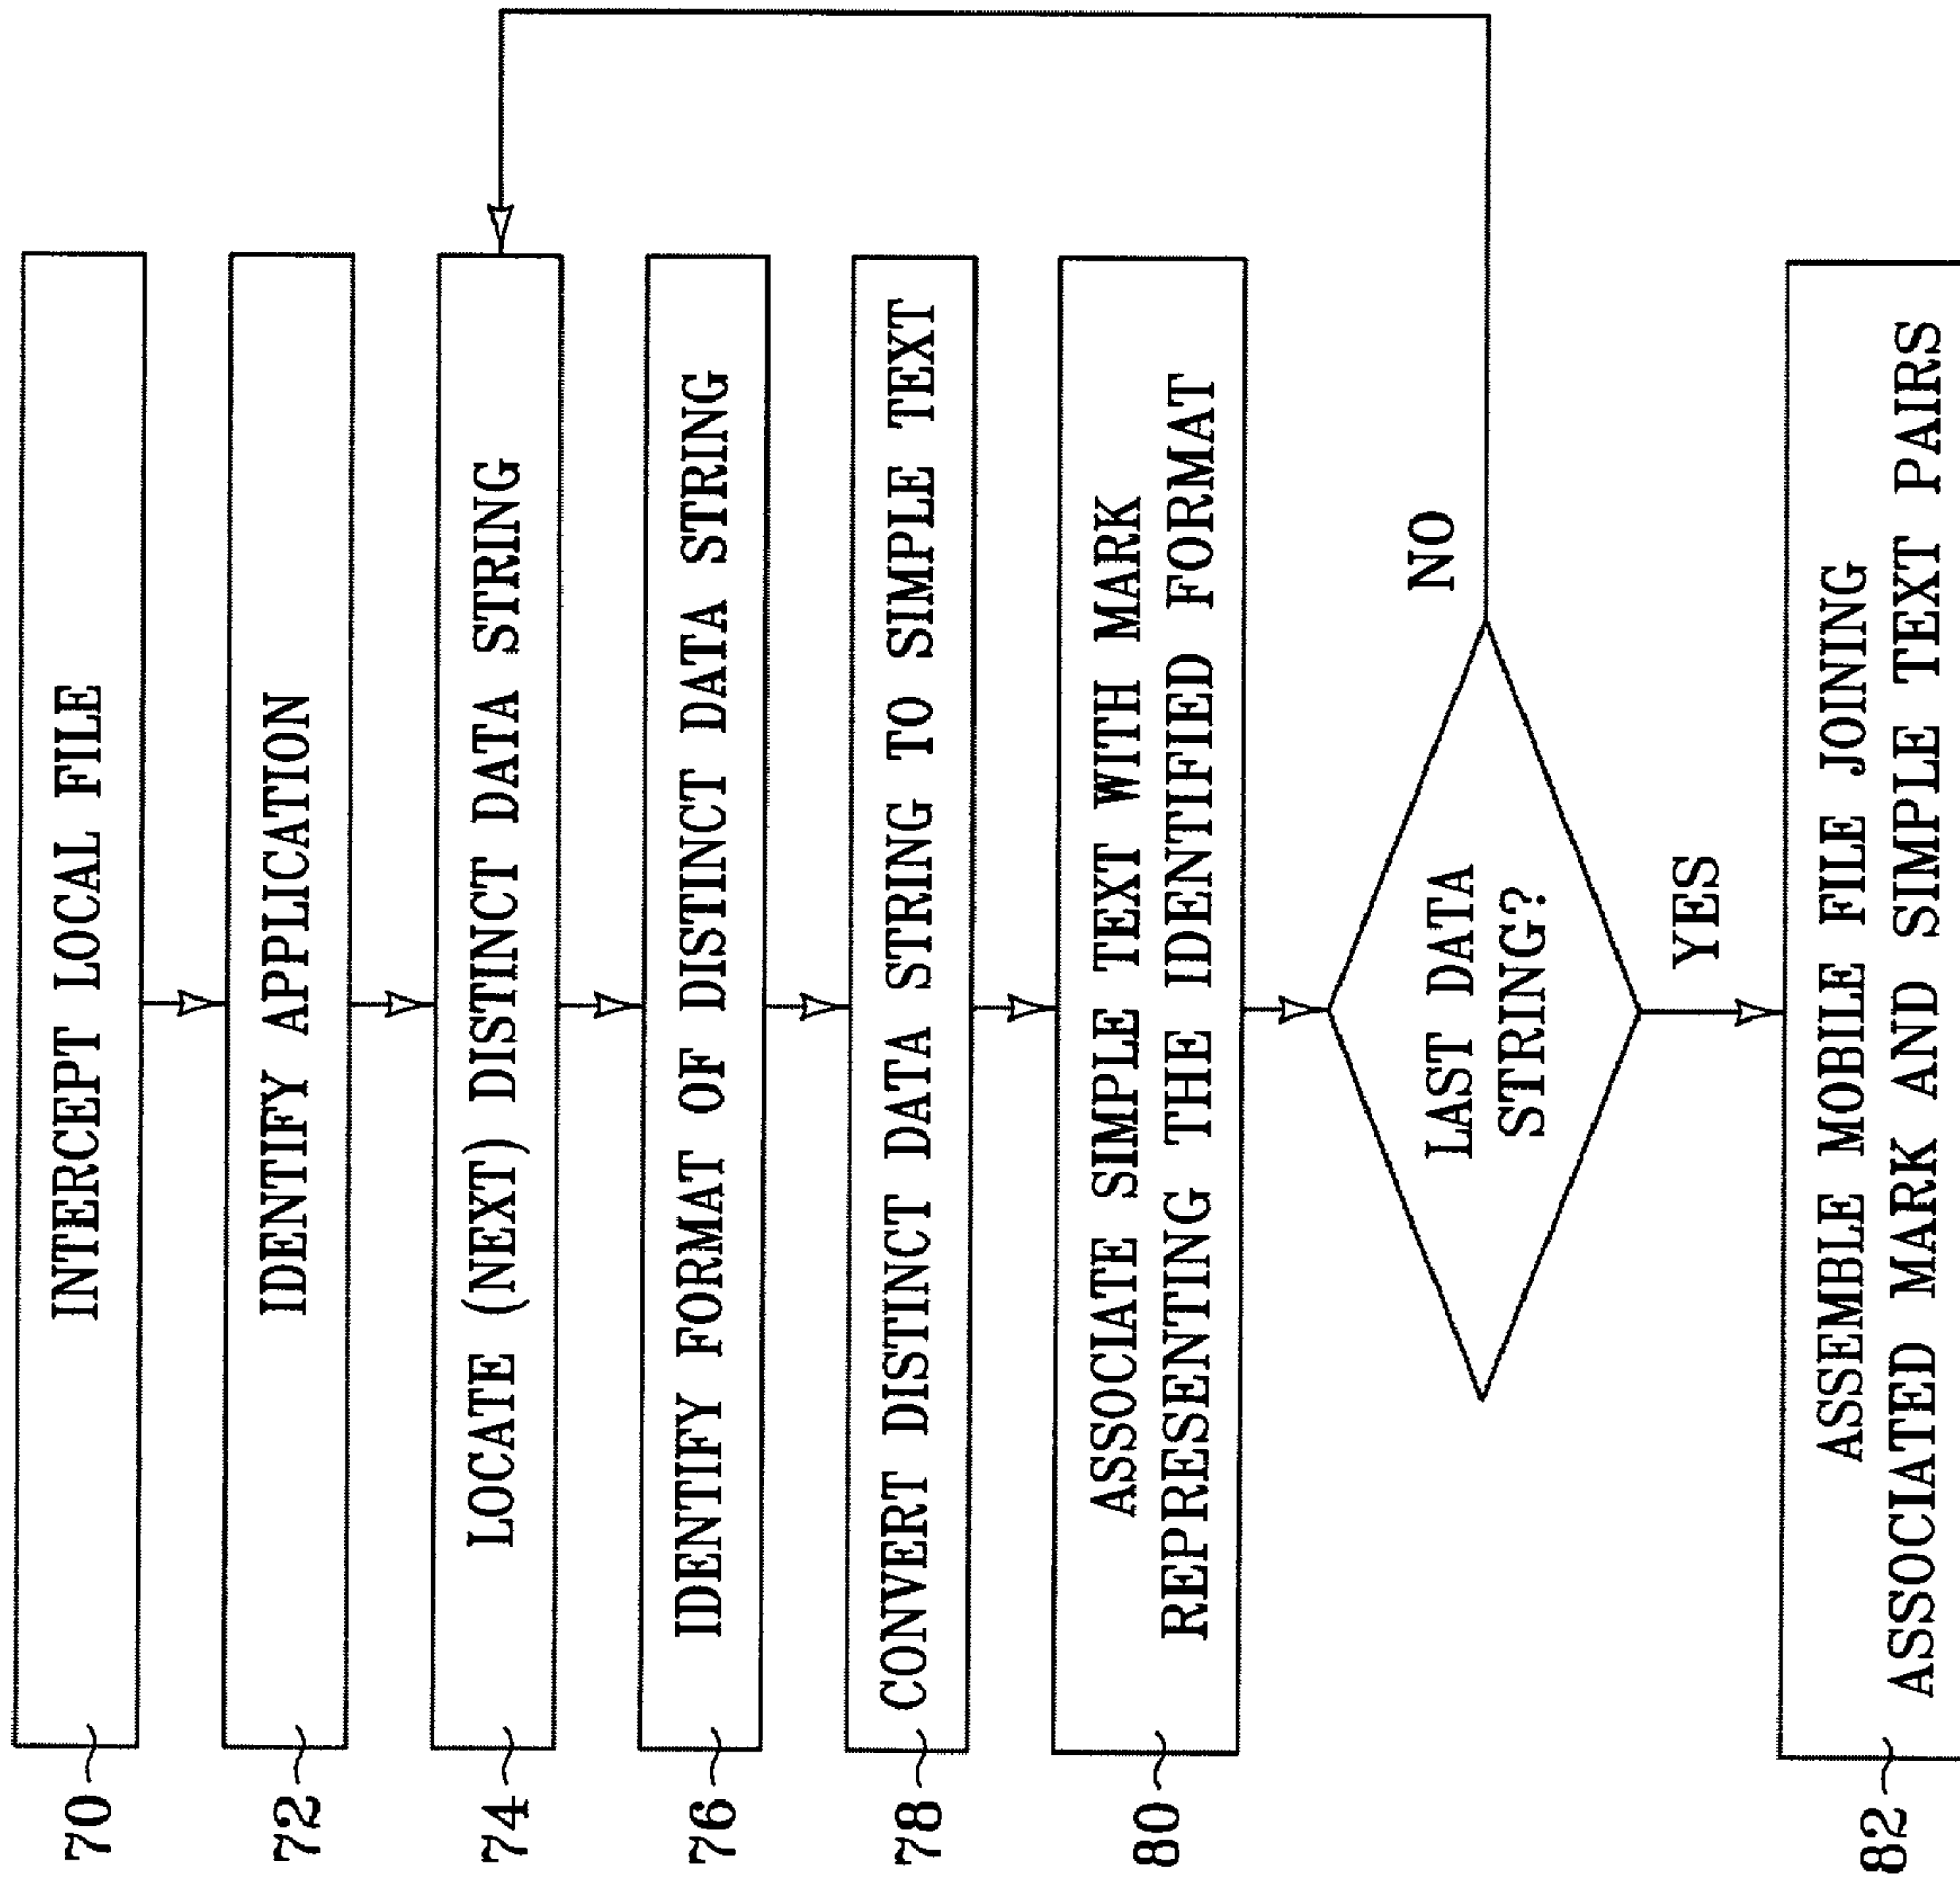 70 INTERCEPT LOCAL FILE
72 IDENTIFY APPLICATION
74 LOCATE (NEXT) DISTINCT DATA STRING
76 IDENTIFY FORMAT OF DISTINCT DATA STRING
78 CONVERT DISTINCT DATA STRING TO SIMPLE TEXT
80 ASSOCIATE SIMPLE TEXT WITH MARK
REPRESENTING THE IDENTIFIED FORMAT
LAST DATA
STRING?
NO
YES
82 ASSEMBLE MOBILE FILE JOINING
ASSOCIATED MARK AND SIMPLE TEXT PAIRS